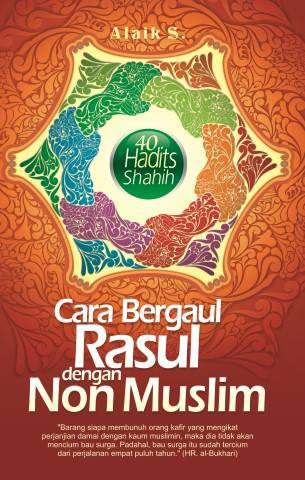 Alaik S.
40
Hadits
Shahih
Cara Bergaul
Rasul
dengan
Non Muslim
"Barang siapa membunuh orang kafir yang mengikat
perjanjian damai dengan kaum muslimin, maka dia tidak akan
mencium bau surga. Padahal, bau surga itu sudah tercium
dari perjalanan empat puluh tahun." (HR. al-Bukhari)